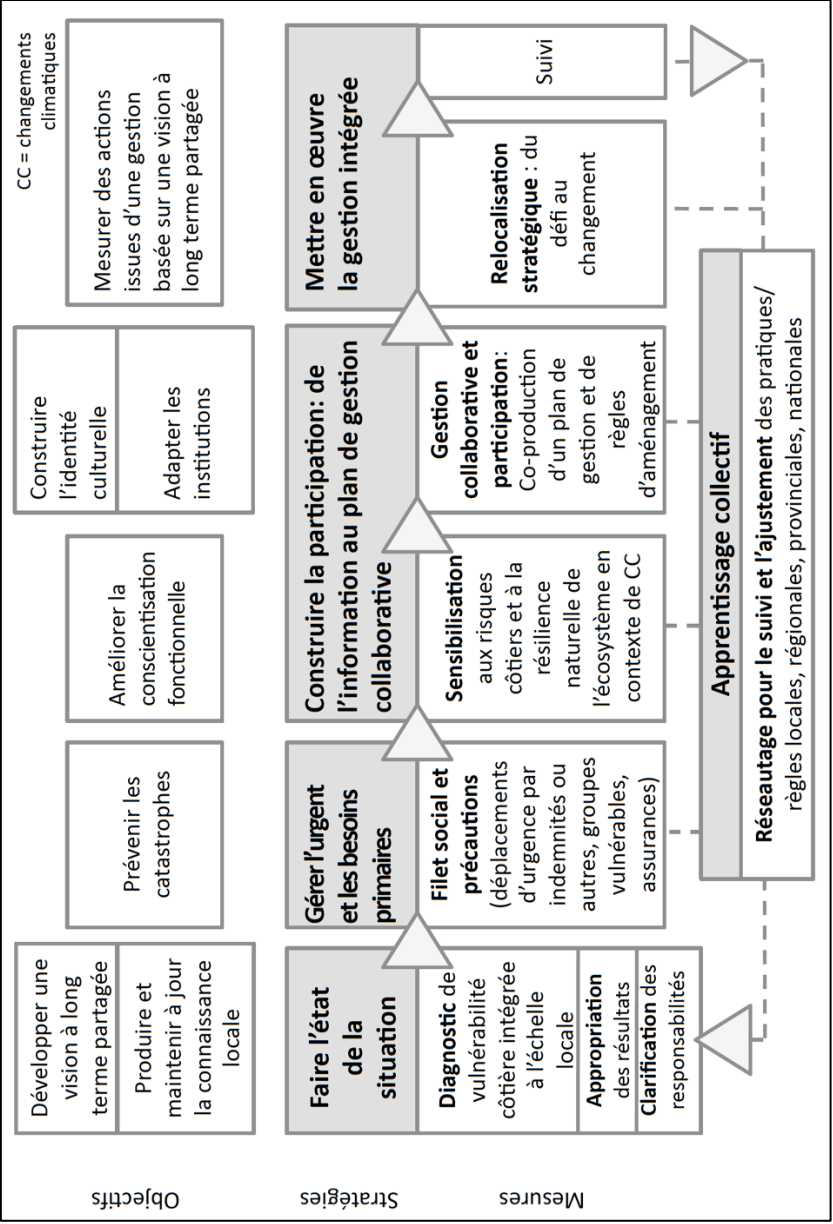 CC = changements
climatiques
Objectifs
Développer une
vision à long
terme partagée
Produire et
maintenir à jour
la connaissance
locale
Prévenir les
catastrophes
Améliorer la
conscientisation
fonctionnelle
Construire
l'identité
culturelle
Adapter les
institutions
Mesurer des actions
issues d'une gestion
basée sur une vision à
long terme partagée
Stratégies
Faire l'état
de la
situation
Gérer l'urgent
et les besoins
primaires
Construire la participation: de
l'information au plan de gestion
collaborative
Mettre en œuvre
la gestion intégrée
Mesures
Diagnostic de
vulnérabilité
côtière intégrée
à l'échelle
locale
Appropriation
des résultats
Clarification des
responsabilités
Filet social et
précautions
(déplacements
d'urgence par
indemnités ou
autres, groupes
vulnérables,
assurances)
Sensibilisation
aux risques
côtiers et à la
résilience
naturelle de
l'écosystème en
contexte de CC
Gestion
collaborative et
participation:
Co-production
d'un plan de
gestion et de
règles
d'aménagement
Relocalisation
stratégique : du
défi au
changement
Suivi
Apprentissage collectif
Réseautage pour le suivi et l'ajustement des pratiques/
règles locales, régionales, provinciales, nationales